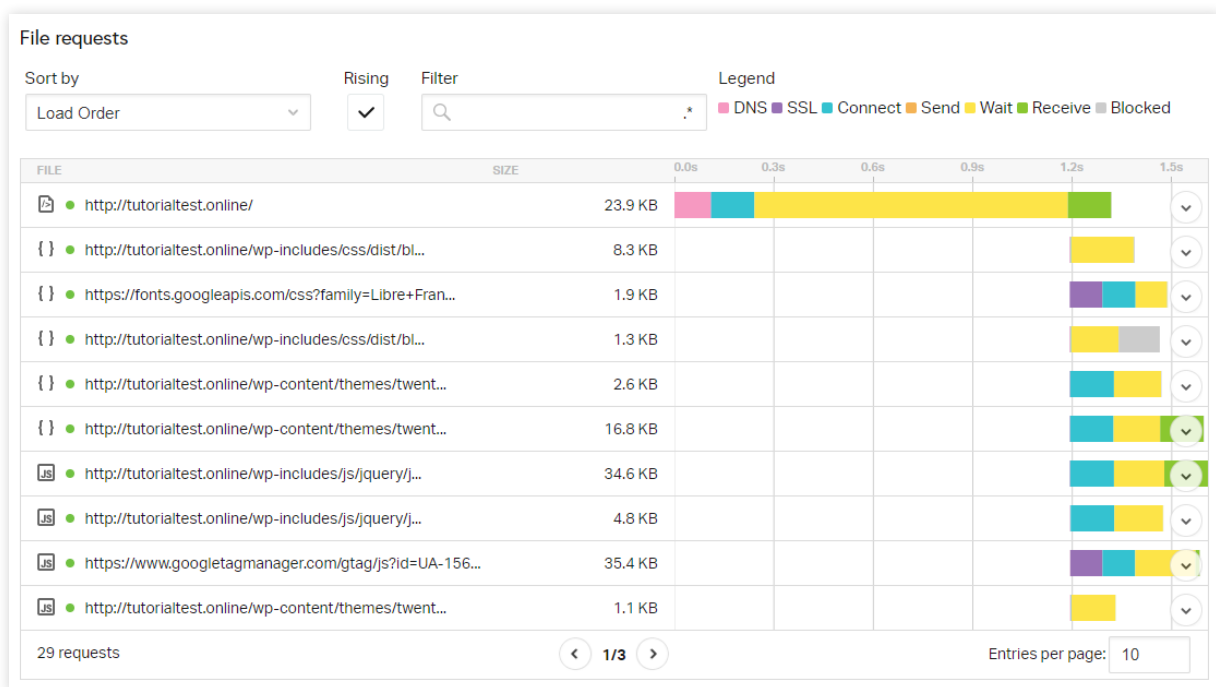 File requests
Sort by Rising Filter Legend
Load Order .* DNS SSL Connect Send Wait Receive Blocked
FILE SIZE 0.0s 0.3s 0.6s 0.9s 1.2s 1.5s
http://tutorialtest.online/ 23.9 KB
{ } http://tutorialtest.online/wp-includes/css/dist/bl... 8.3 KB
{ } https://fonts.googleapis.com/css?family=Libre+Fran... 1.9 KB
{ } http://tutorialtest.online/wp-includes/css/dist/bl... 1.3 KB
{ } http://tutorialtest.online/wp-content/themes/twent... 2.6 KB
{ } http://tutorialtest.online/wp-content/themes/twent... 16.8 KB
JS http://tutorialtest.online/wp-includes/js/jquery/j... 34.6 KB
JS http://tutorialtest.online/wp-includes/js/jquery/j... 4.8 KB
JS https://www.googletagmanager.com/gtag/js?id=UA-156... 35.4 KB
JS http://tutorialtest.online/wp-content/themes/twent... 1.1 KB
29 requests 1/3 Entries per page: 10